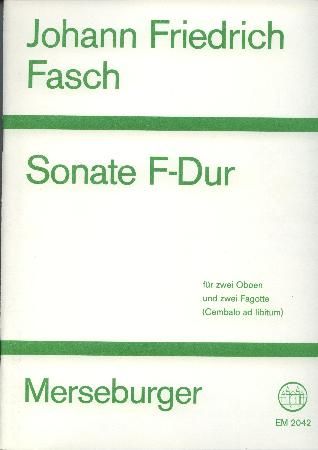 Johann Friedrich
Fasch
Sonate F-Dur
für zwei Oboen
und zwei Fagotte
(Cembalo ad libitum)
Merseburger
EM 2042